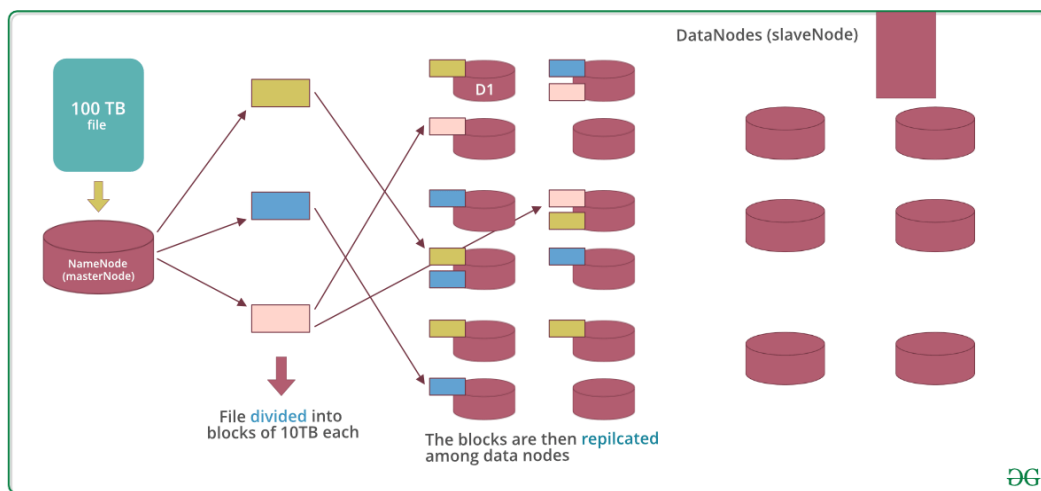 100 TB
file
NameNode
(masterNode)
File divided into
blocks of 10TB each
D1
The blocks are then repilcated
among data nodes
DataNodes (slaveNode)